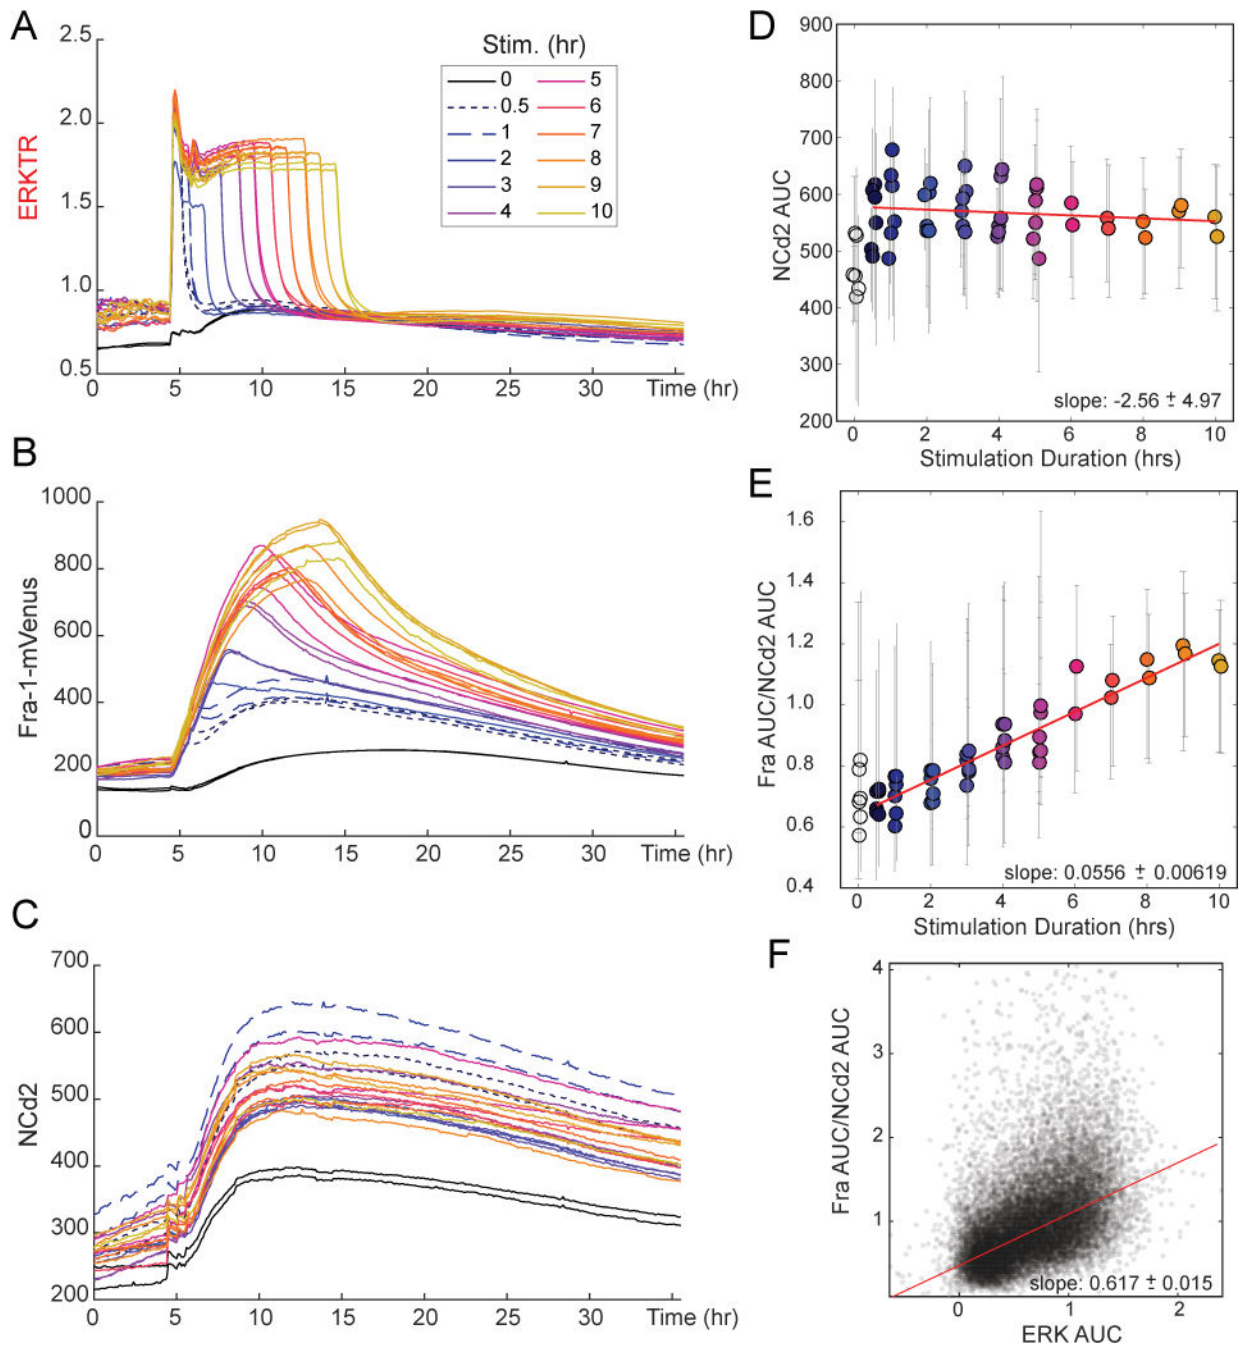 A
2.5
2.0
1.5
1.0
0.5
ERKTR
Stim. (hr)
0 5
0.5 6
1 7
2 8
3 9
4 10
0 5 10 15 20 25 30 Time (hr)
B
1000
800
600
400
200
0
Fra-1-mVenus
0 5 10 15 20 25 30 Time (hr)
C
700
600
500
400
300
200
NCd2
0 5 10 15 20 25 30 Time (hr)
D
900
800
700
600
500
400
300
200
NCd2 AUC
slope: -2.56 ± 4.97
0 2 4 6 8 10
Stimulation Duration (hrs)
E
1.6
1.4
1.2
1.0
0.8
0.6
0.4
Fra AUC/NCd2 AUC
slope: 0.0556 ± 0.00619
0 2 4 6 8 10
Stimulation Duration (hrs)
F
4
3
2
1
Fra AUC/NCd2 AUC
slope: 0.617 ± 0.015
0 1 2
ERK AUC